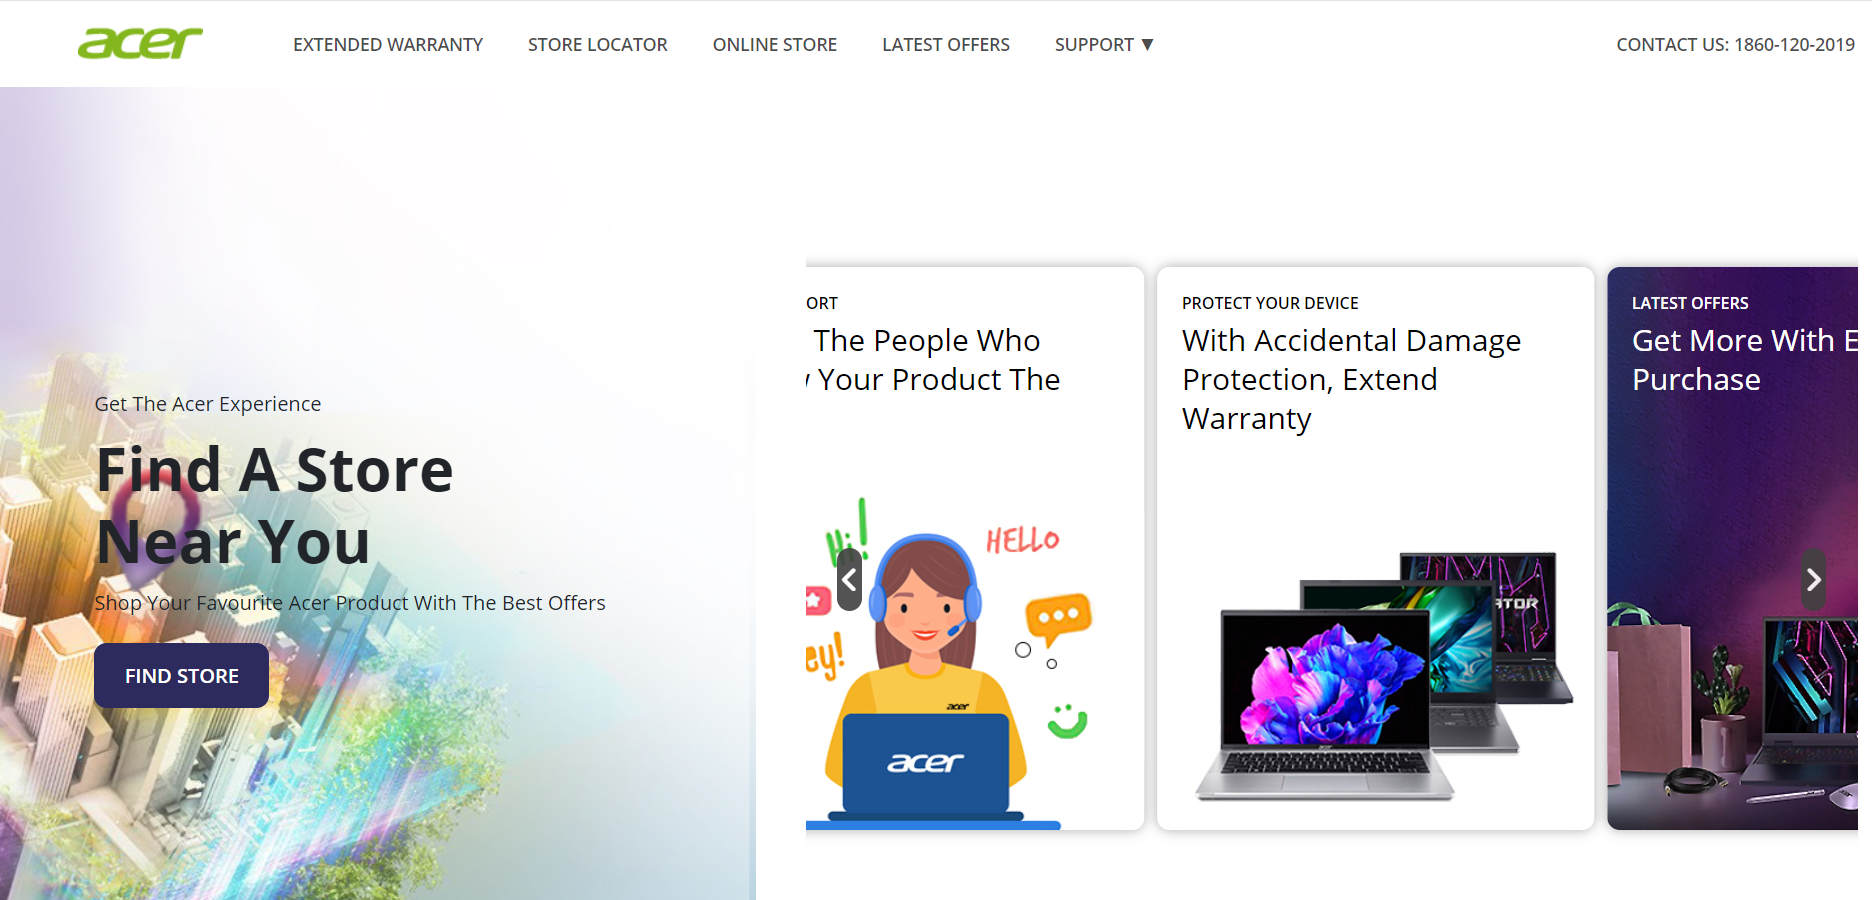 acer
EXTENDED WARRANTY
STORE LOCATOR
ONLINE STORE
LATEST OFFERS
SUPPORT ▼
CONTACT US: 1860-120-2019
Get The Acer Experience
Find A Store
Near You
Shop Your Favourite Acer Product With The Best Offers
FIND STORE
ORT
The People Who
Your Product The
Hi!
HELLO
ey!
acer
acer
PROTECT YOUR DEVICE
With Accidental Damage
Protection, Extend
Warranty
ATOR
LATEST OFFERS
Get More With E
Purchase